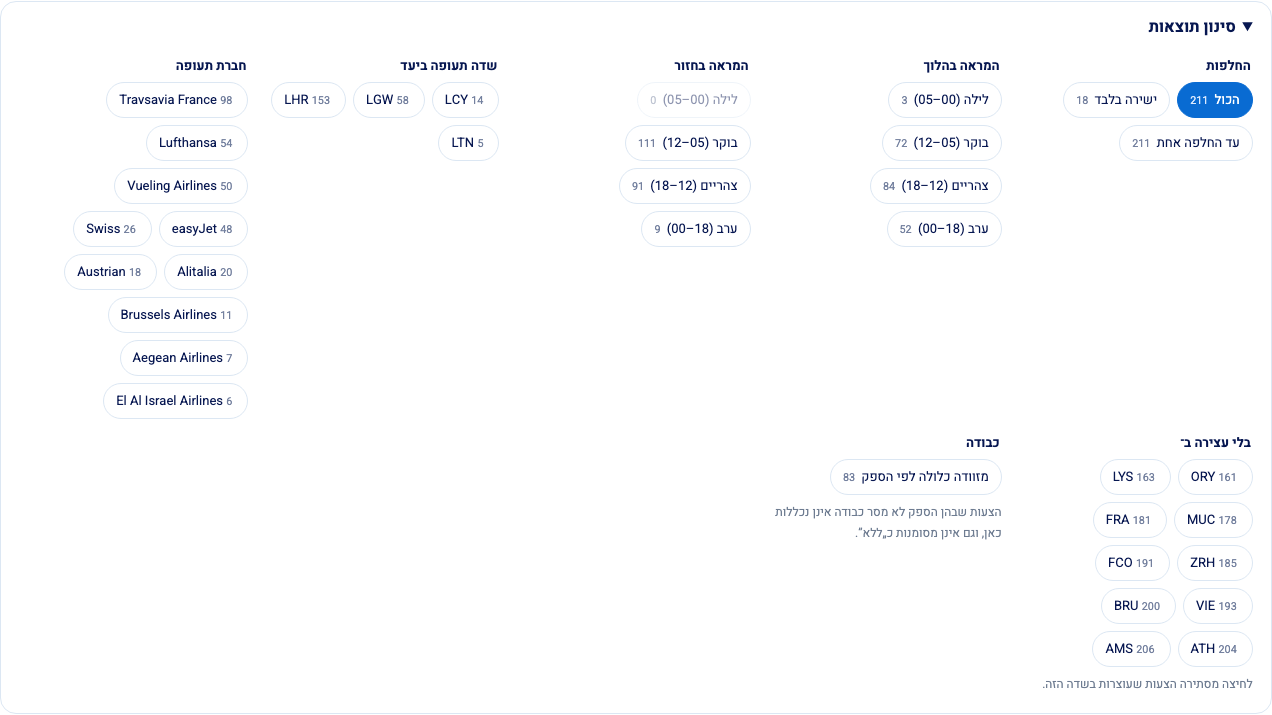 ▼ סינון תוצאות
החלפות
הכול 211 ישירה בלבד 18
עד החלפה אחת 211
המראה בהלוך
לילה (00–05) 3
בוקר (05–12) 72
צהריים (12–18) 84
ערב (18–00) 52
המראה בחזור
לילה (00–05) 0
בוקר (05–12) 111
צהריים (12–18) 91
ערב (18–00) 9
שדה תעופה ביעד
LCY 14 LGW 58 LHR 153
LTN 5
חברת תעופה
Travsavia France 98
Lufthansa 54
Vueling Airlines 50
easyJet 48 Swiss 26
Alitalia 20 Austrian 18
Brussels Airlines 11
Aegean Airlines 7
El Al Israel Airlines 6
בלי עצירה ב־
ORY 161 LYS 163
MUC 178 FRA 181
ZRH 185 FCO 191
VIE 193 BRU 200
ATH 204 AMS 206
לחיצה מסתירה הצעות שעוצרות בשדה הזה.
כבודה
מזוודה כלולה לפי הספק 83
הצעות שבהן הספק לא מסר כבודה אינן נכללות
כאן, וגם אינן מסומנות כ„ללא”.